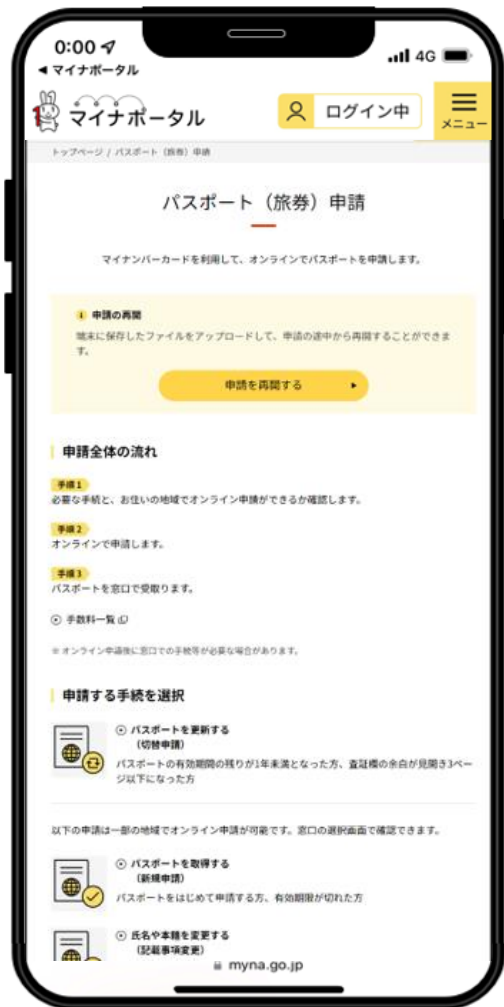 0:00
4G
◀ マイナポータル
マイナポータル
ログイン中
メニュー
トップページ / パスポート（旅券）申請
パスポート（旅券）申請
マイナンバーカードを利用して、オンラインでパスポートを申請します。
申請の再開
端末に保存したファイルをアップロードして、申請の途中から再開することができま
す。
申請を再開する
申請全体の流れ
手順1
必要な手続と、お住いの地域でオンライン申請ができるか確認します。
手順2
オンラインで申請します。
手順3
パスポートを窓口で受取ります。
手数料一覧
※オンライン申請後に窓口での手続等が必要な場合があります。
申請する手続を選択
パスポートを更新する
（切替申請）
パスポートの有効期間の残りが1年未満となった方、査証欄の余白が見開き3ペー
ジ以下になった方
以下の申請は一部の地域でオンライン申請が可能です。窓口の選択画面で確認できます。
パスポートを取得する
（新規申請）
パスポートをはじめて申請する方、有効期限が切れた方
氏名や本籍を変更する
（記載事項変更）
myna.go.jp